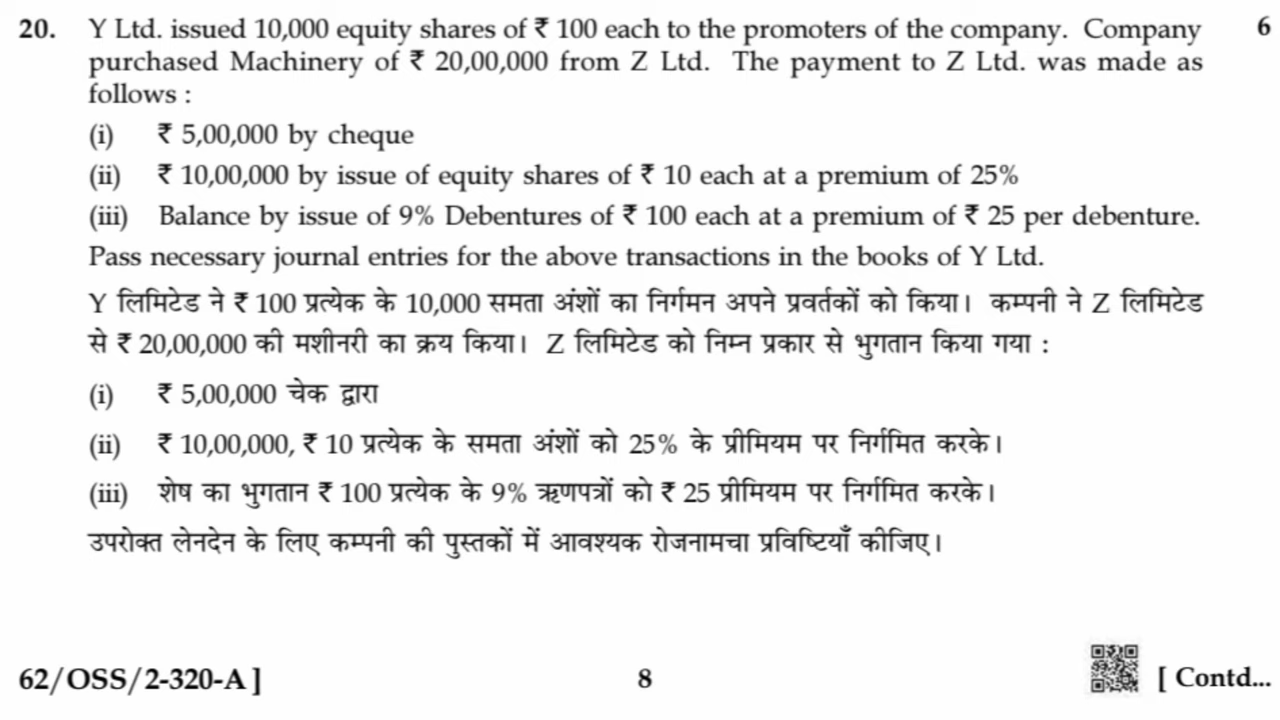 20. Y Ltd. issued 10,000 equity shares of ₹ 100 each to the promoters of the company. Company 6
purchased Machinery of ₹ 20,00,000 from Z Ltd. The payment to Z Ltd. was made as
follows :
(i) ₹ 5,00,000 by cheque
(ii) ₹ 10,00,000 by issue of equity shares of ₹ 10 each at a premium of 25%
(iii) Balance by issue of 9% Debentures of ₹ 100 each at a premium of ₹ 25 per debenture.
Pass necessary journal entries for the above transactions in the books of Y Ltd.
Y लिमिटेड ने ₹ 100 प्रत्येक के 10,000 समता अंशों का निर्गमन अपने प्रवर्तकों को किया। कम्पनी ने Z लिमिटेड
से ₹ 20,00,000 की मशीनरी का क्रय किया। Z लिमिटेड को निम्न प्रकार से भुगतान किया गया :
(i) ₹ 5,00,000 चेक द्वारा
(ii) ₹ 10,00,000, ₹ 10 प्रत्येक के समता अंशों को 25% के प्रीमियम पर निर्गमित करके।
(iii) शेष का भुगतान ₹ 100 प्रत्येक के 9% ऋणपत्रों को ₹ 25 प्रीमियम पर निर्गमित करके।
उपरोक्त लेनदेन के लिए कम्पनी की पुस्तकों में आवश्यक रोजनामचा प्रविष्टियाँ कीजिए।
62/OSS/2-320-A ] 8 [ Contd...